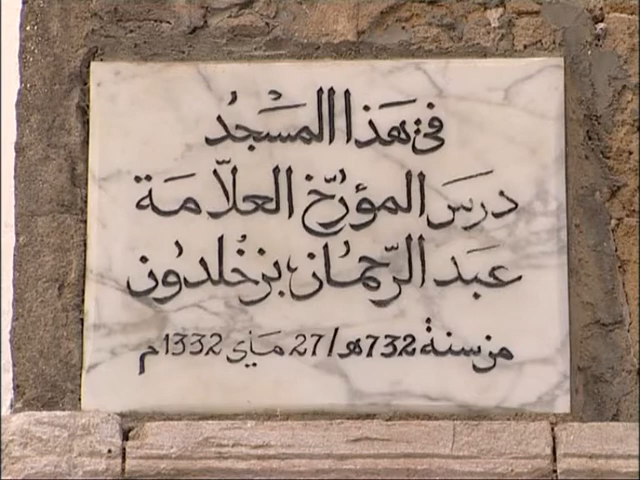 في هذا المسجد
درس المؤرخ العلامة
عبد الرحمان بن خلدون
من سنة 732هـ/27 ماي 1332م